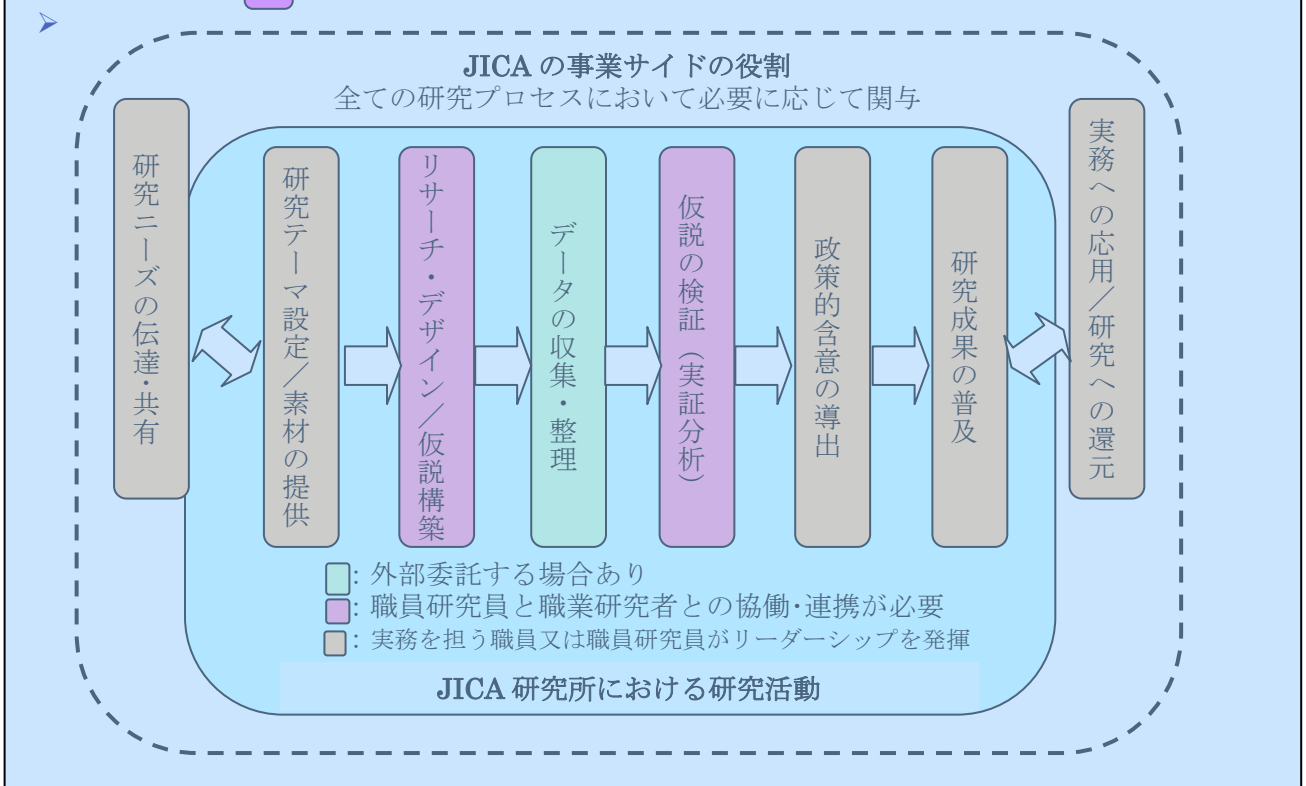 JICA の事業サイドの役割
全ての研究プロセスにおいて必要に応じて関与
研究ニーズの伝達・共有
研究テーマ設定／素材の提供
リサーチ・デザイン／仮説構築
データの収集・整理
仮説の検証（実証分析）
政策的含意の導出
研究成果の普及
実務への応用／研究への還元
：外部委託する場合あり
：職員研究員と職業研究者との協働・連携が必要
：実務を担う職員又は職員研究員がリーダーシップを発揮
JICA 研究所における研究活動